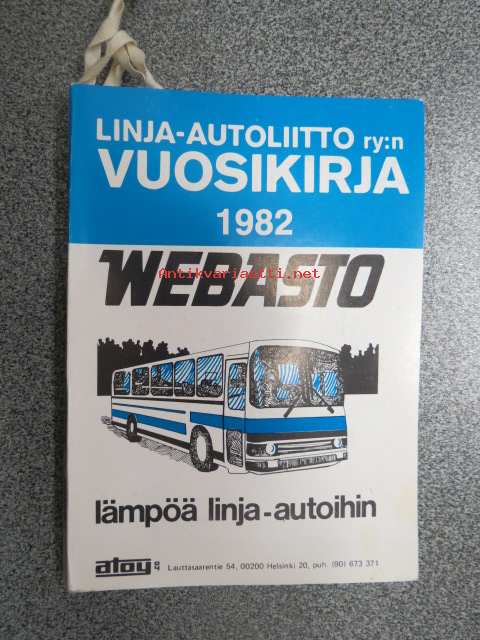 LINJA-AUTOLIITTO ry:n
VUOSIKIRJA
1982
WEBASTO
Antikvariaatti.net
lämpöä linja-autoihin
atoy oy Lauttasaarentie 54, 00200 Helsinki 20, puh. (90) 673 371